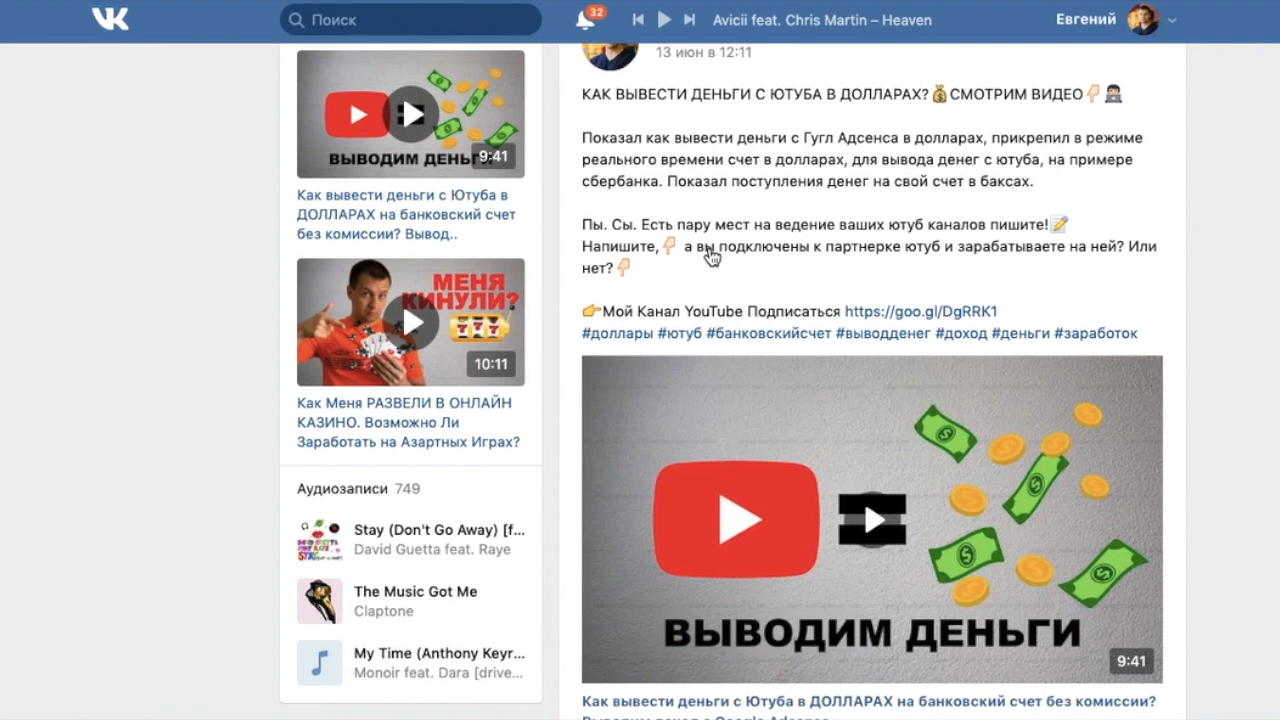 Поиск
32
Avicii feat. Chris Martin – Heaven
Евгений
ВЫВОДИМ ДЕНЬГИ
9:41
Как вывести деньги с Ютуба в
ДОЛЛАРАХ на банковский счет
без комиссии? Вывод..
МЕНЯ
КИНУЛИ?
777
10:11
Как Меня РАЗВЕЛИ В ОНЛАЙН
КАЗИНО. Возможно Ли
Заработать на Азартных Играх?
Аудиозаписи 749
Stay (Don't Go Away) [f...
David Guetta feat. Raye
The Music Got Me
Claptone
My Time (Anthony Keyr...
Monoir feat. Dara [drive...
13 июн в 12:11
КАК ВЫВЕСТИ ДЕНЬГИ С ЮТУБА В ДОЛЛАРАХ?💰СМОТРИМ ВИДЕО👇🏻👨🏻‍💻
Показал как вывести деньги с Гугл Адсенса в долларах, прикрепил в режиме
реального времени счет в долларах, для вывода денег с ютуба, на примере
сбербанка. Показал поступления денег на свой счет в баксах.
Пы. Сы. Есть пару мест на ведение ваших ютуб каналов пишите!📝
Напишите,👇🏻 а вы подключены к партнерке ютуб и зарабатываете на ней? Или
нет?👇🏻
👉Мой Канал YouTube Подписаться https://goo.gl/DgRRK1
#доллары #ютуб #банковскийсчет #выводденег #доход #деньги #заработок
ВЫВОДИМ ДЕНЬГИ
9:41
Как вывести деньги с Ютуба в ДОЛЛАРАХ на банковский счет без комиссии?
Выводим доход с Google Adsense